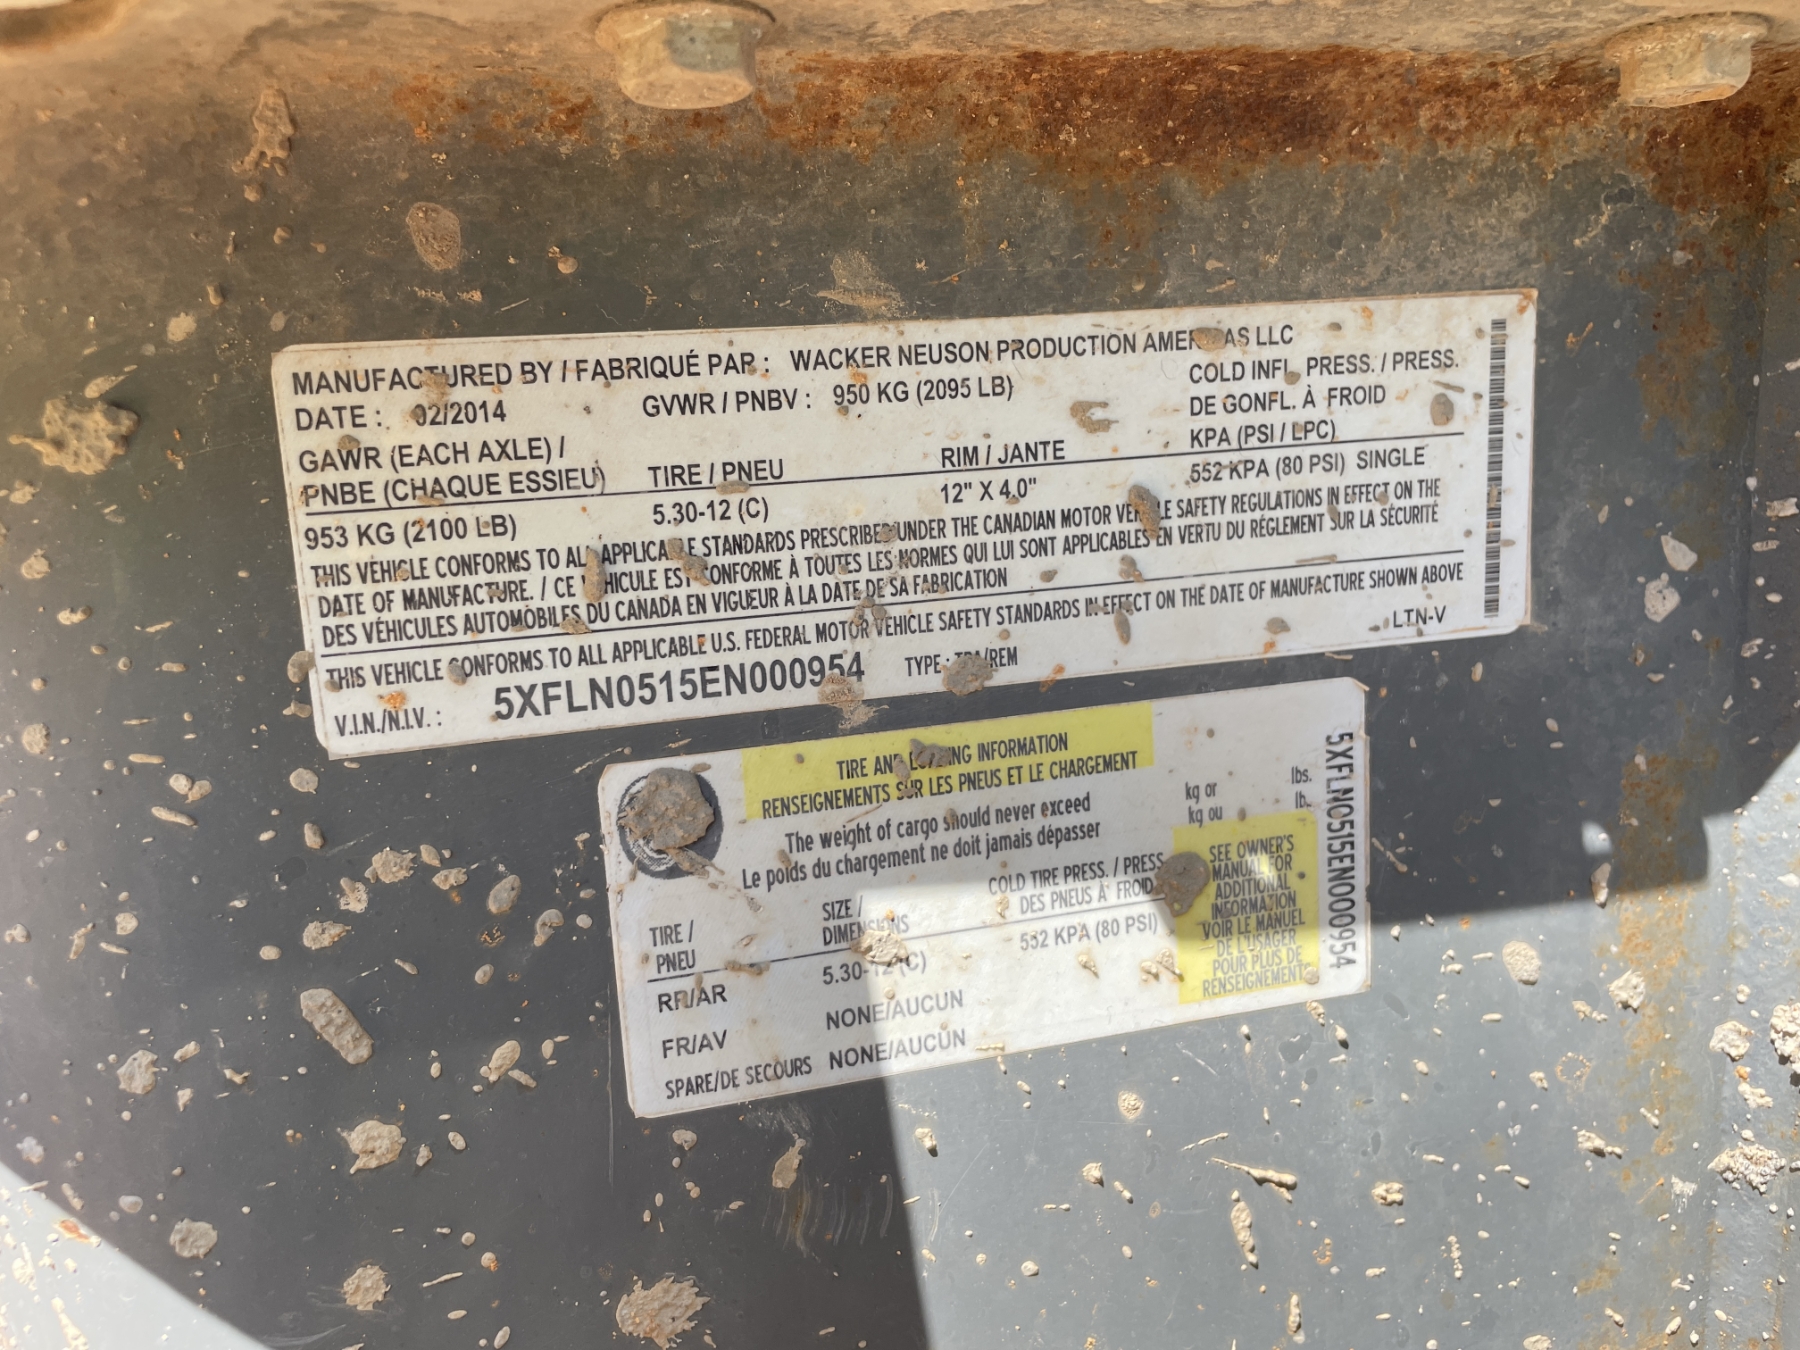 MANUFACTURED BY / FABRIQUÉ PAR : WACKER NEUSON PRODUCTION AMERICAS LLC
DATE : 02/2014 GVWR / PNBV : 950 KG (2095 LB)
COLD INFL. PRESS. / PRESS.
DE GONFL. À FROID
KPA (PSI / LPC)
GAWR (EACH AXLE) /
PNBE (CHAQUE ESSIEU) TIRE / PNEU RIM / JANTE
953 KG (2100 LB) 5.30-12 (C) 12" X 4.0" 552 KPA (80 PSI) SINGLE
THIS VEHICLE CONFORMS TO ALL APPLICABLE STANDARDS PRESCRIBED UNDER THE CANADIAN MOTOR VEHICLE SAFETY REGULATIONS IN EFFECT ON THE
DATE OF MANUFACTURE. / CE VÉHICULE EST CONFORME À TOUTES LES NORMES QUI LUI SONT APPLICABLES EN VERTU DU RÉGLEMENT SUR LA SÉCURITÉ
DES VÉHICULES AUTOMOBILES DU CANADA EN VIGUEUR À LA DATE DE SA FABRICATION
THIS VEHICLE CONFORMS TO ALL APPLICABLE U.S. FEDERAL MOTOR VEHICLE SAFETY STANDARDS IN EFFECT ON THE DATE OF MANUFACTURE SHOWN ABOVE
V.I.N./N.I.V. : 5XFLN0515EN000954 TYPE : TRA/REM LTN-V
TIRE AND LOADING INFORMATION
RENSEIGNEMENTS SUR LES PNEUS ET LE CHARGEMENT
The weight of cargo should never exceed kg or lbs.
Le poids du chargement ne doit jamais dépasser kg ou lb.
TIRE /
PNEU
SIZE /
DIMENSIONS
COLD TIRE PRESS. / PRESS.
DES PNEUS À FROID
RR/AR 5.30-12 (C) 552 KPA (80 PSI)
FR/AV NONE/AUCUN
SPARE/DE SECOURS NONE/AUCUN
SEE OWNER'S
MANUAL FOR
ADDITIONAL
INFORMATION
VOIR LE MANUEL
DE L'USAGER
POUR PLUS DE
RENSEIGNEMENTS
5XFLN0515EN000954